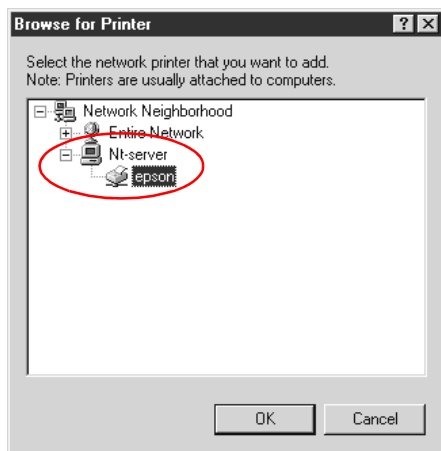 Browse for Printer
Select the network printer that you want to add.
Note: Printers are usually attached to computers.
Network Neighborhood
Entire Network
Nt-server
epson
OK Cancel